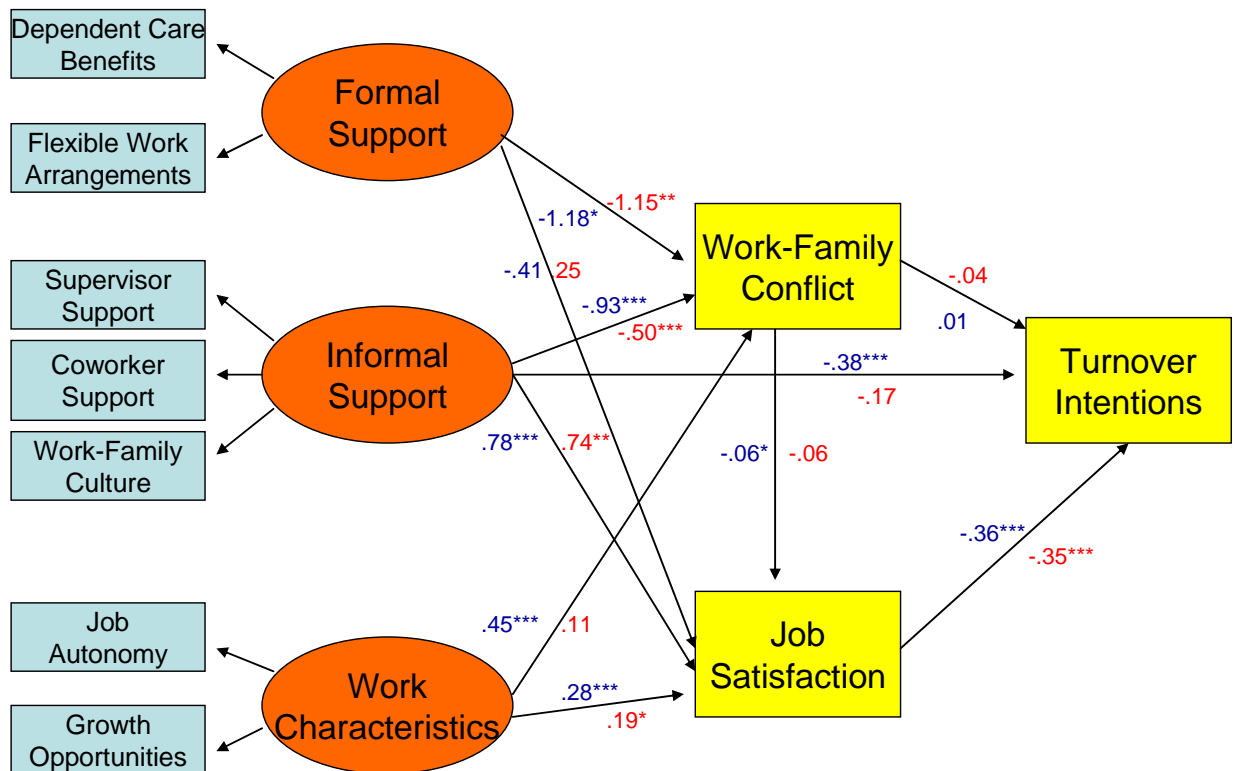 Dependent Care
Benefits
Flexible Work
Arrangements
Supervisor
Support
Coworker
Support
Work-Family
Culture
Job
Autonomy
Growth
Opportunities
Formal
Support
Informal
Support
Work
Characteristics
-1.18*
-1.15**
-.41
.25
-.93***
-.50***
-.38***
-.17
.78***
.74**
.45***
.11
.28***
.19*
Work-Family
Conflict
-.06*
-.06
Job
Satisfaction
-.04
.01
-.36***
-.35***
Turnover
Intentions